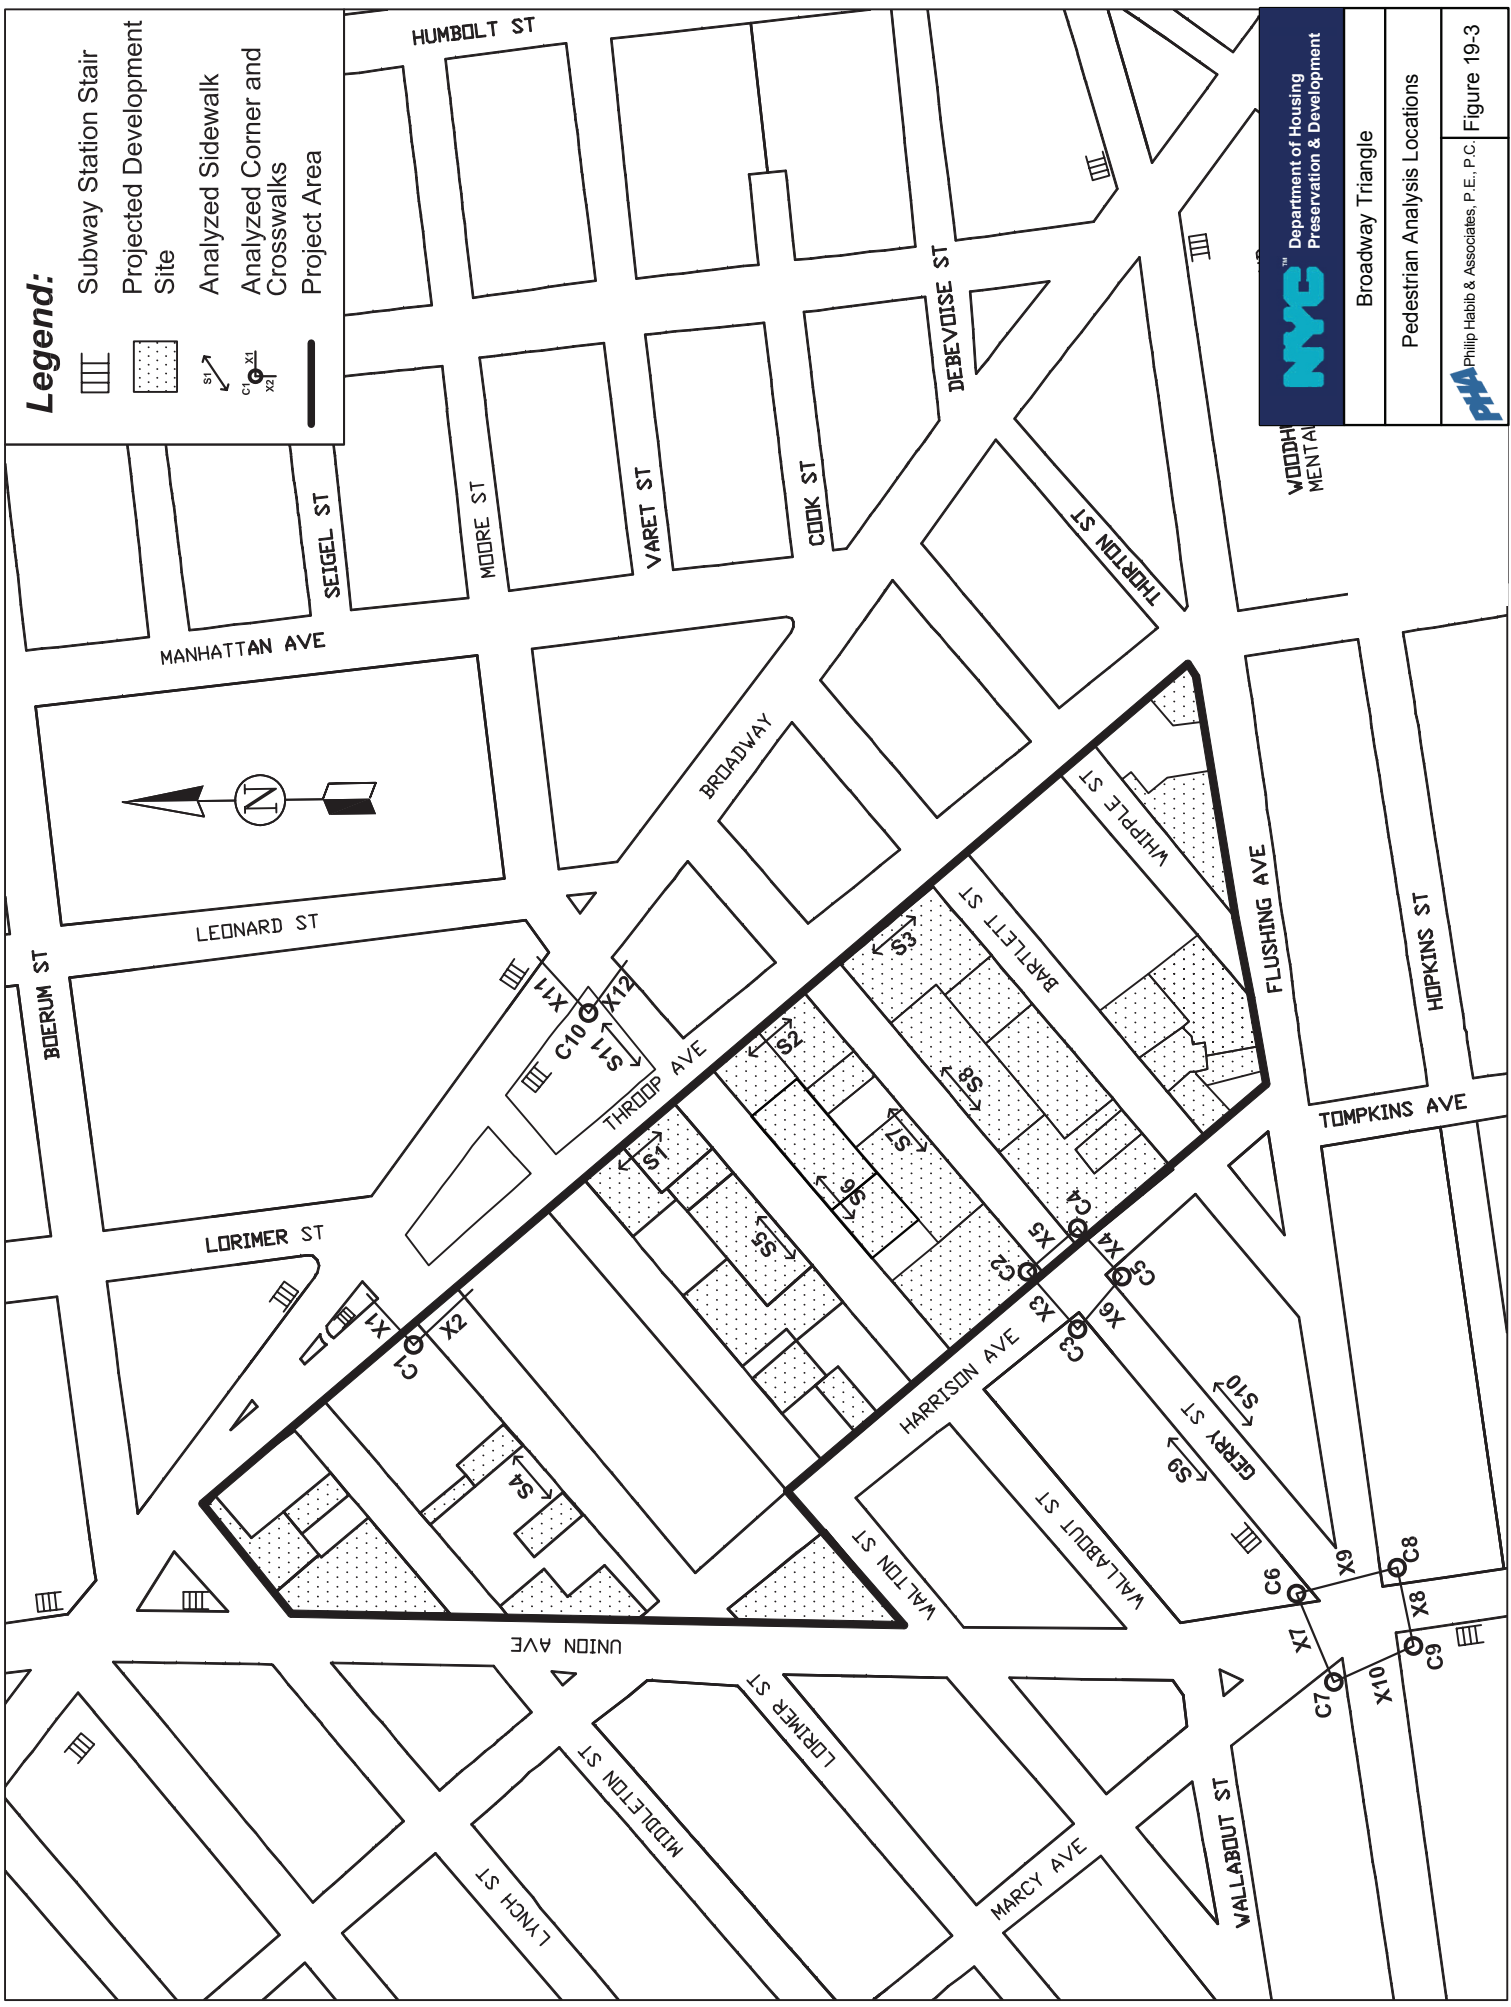 Legend:
Subway Station Stair
Projected Development
Site
Analyzed Sidewalk
Analyzed Corner and
Crosswalks
Project Area
S1
C1
X1
X2
HUMBOLT ST
SEIGEL ST
MOORE ST
VARET ST
COOK ST
DEBEVOISE ST
THORTON ST
MANHATTAN AVE
BROADWAY
LEONARD ST
BOERUM ST
LORIMER ST
THROOP AVE
WHIPPLE ST
BARTLETT ST
FLUSHING AVE
HOPKINS ST
TOMPKINS AVE
HARRISON AVE
GERRY ST
WALLABOUT ST
WALTON ST
UNION AVE
LORIMER ST
MIDDLETON ST
LYNCH ST
MARCY AVE
WALLABOUT ST
N
X11
X12
C10
S11
S1
S2
S3
S4
S5
S6
S7
S8
S9
S10
C1
X1
X2
C2
C3
C4
C5
X3
X4
X5
X6
C6
C7
C8
C9
X7
X8
X9
X10
NYC™
Department of Housing
Preservation & Development
Broadway Triangle
Pedestrian Analysis Locations
PHA Philip Habib & Associates, P.E., P.C.
Figure 19-3